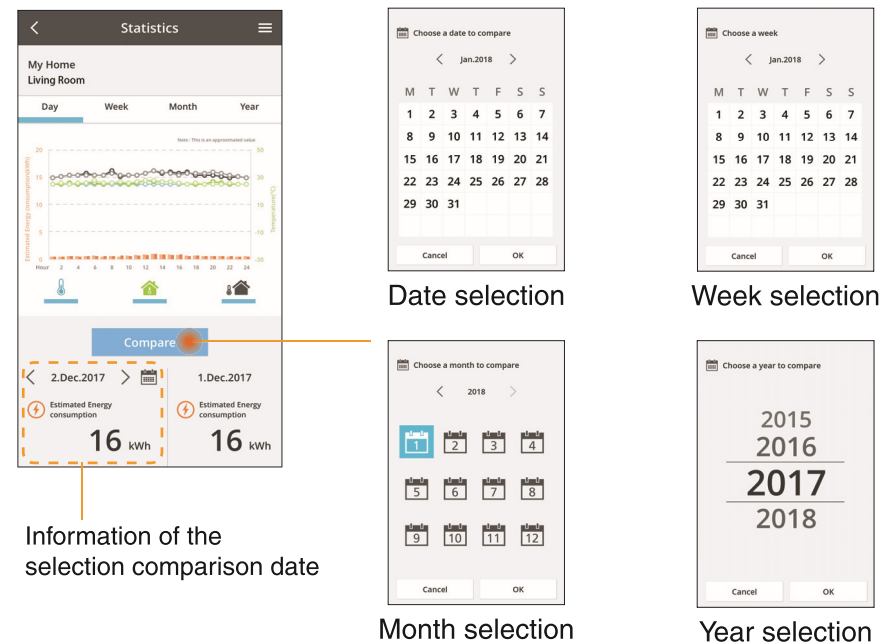 Statistics
My Home
Living Room
Day Week Month Year
Note : This is an approximated value
Estimated Energy Consumption(kWh)
20
15
10
5
0
50
30
10
-10
-30
Temperature(°C)
Hour 2 4 6 8 10 12 14 16 18 20 22 24
Compare
2.Dec.2017
Estimated Energy
consumption
16 kWh
1.Dec.2017
Estimated Energy
consumption
16 kWh
Information of the
selection comparison date
Choose a date to compare
Jan.2018
M T W T F S S
1 2 3 4 5 6 7
8 9 10 11 12 13 14
15 16 17 18 19 20 21
22 23 24 25 26 27 28
29 30 31
Cancel OK
Date selection
Choose a week
Jan.2018
M T W T F S S
1 2 3 4 5 6 7
8 9 10 11 12 13 14
15 16 17 18 19 20 21
22 23 24 25 26 27 28
29 30 31
Cancel OK
Week selection
Choose a month to compare
2018
1 2 3 4
5 6 7 8
9 10 11 12
Cancel OK
Month selection
Choose a year to compare
2015
2016
2017
2018
Cancel OK
Year selection